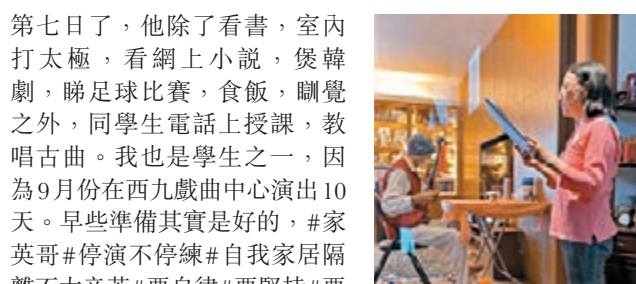 第七日了，他除了看書，室內
打太極，看網上小說，煲韓
劇，睇足球比賽，食飯，瞓覺
之外，同學生電話上授課，教
唱古曲。我也是學生之一，因
為9月份在西九戲曲中心演出10
天。早些準備其實是好的，#家
英哥#停演不停練#自我家居隔